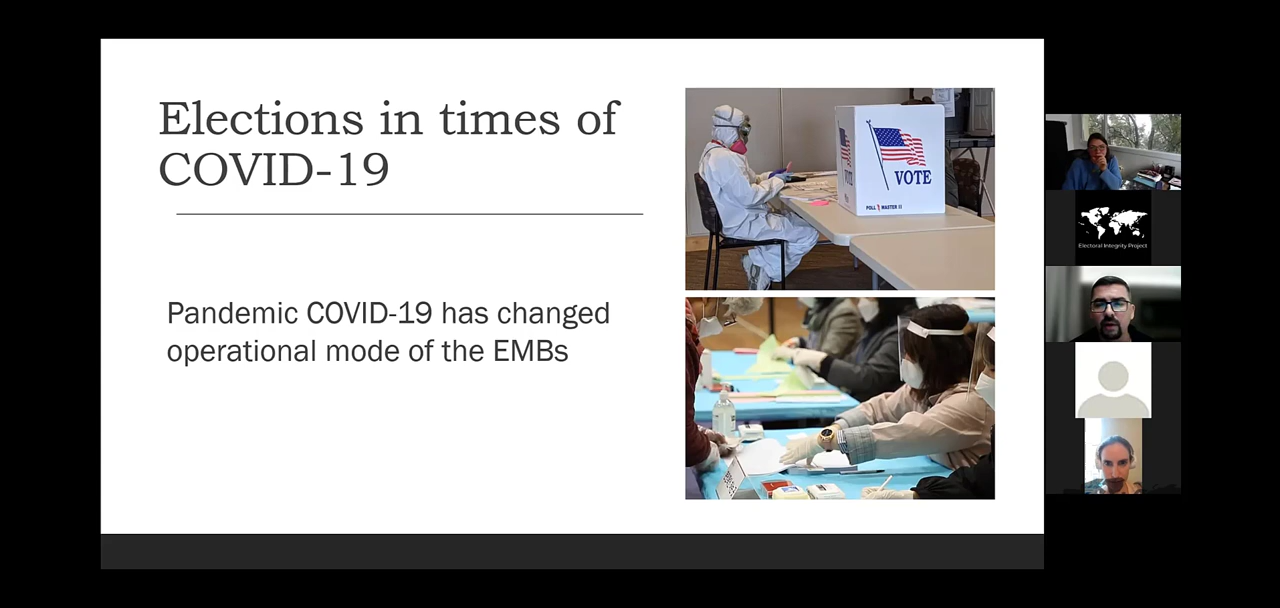 Elections in times of
COVID-19
Pandemic COVID-19 has changed
operational mode of the EMBs
VOTE
VOTE
POLL MASTER II
Electoral Integrity Project